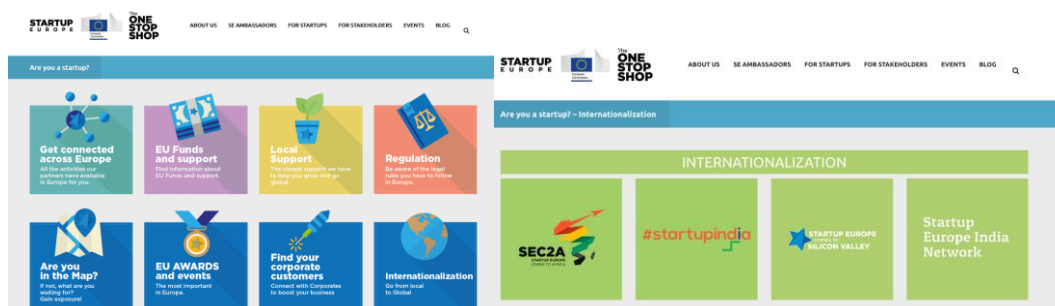 STARTUP
EUROPE
European
Commission
The
ONE
STOP
SHOP
ABOUT US SE AMBASSADORS FOR STARTUPS FOR STAKEHOLDERS EVENTS BLOG
Are you a startup?
Get connected
across Europe
All the activities our
partners have available
in Europe for you.
EU Funds
and support
Find information about
EU Funds and support.
Local
Support
The closest support we have
to help you grow and go
global.
Regulation
Be aware of the legal
rules you have to follow
in Europe.
Are you
in the Map?
If not, what are you
waiting for?
Gain exposure!
EU AWARDS
and events
The most important
in Europe.
Find your
corporate
customers
Connect with Corporates
to boost your business
Internationalization
Go from local
to Global
STARTUP
EUROPE
European
Commission
The
ONE
STOP
SHOP
ABOUT US SE AMBASSADORS FOR STARTUPS FOR STAKEHOLDERS EVENTS BLOG
Are you a startup? – Internationalization
INTERNATIONALIZATION
SEC2A
STARTUP EUROPE
COMES TO AFRICA
#startupindia
STARTUP EUROPE
comes to
SILICON VALLEY
Startup
Europe India
Network